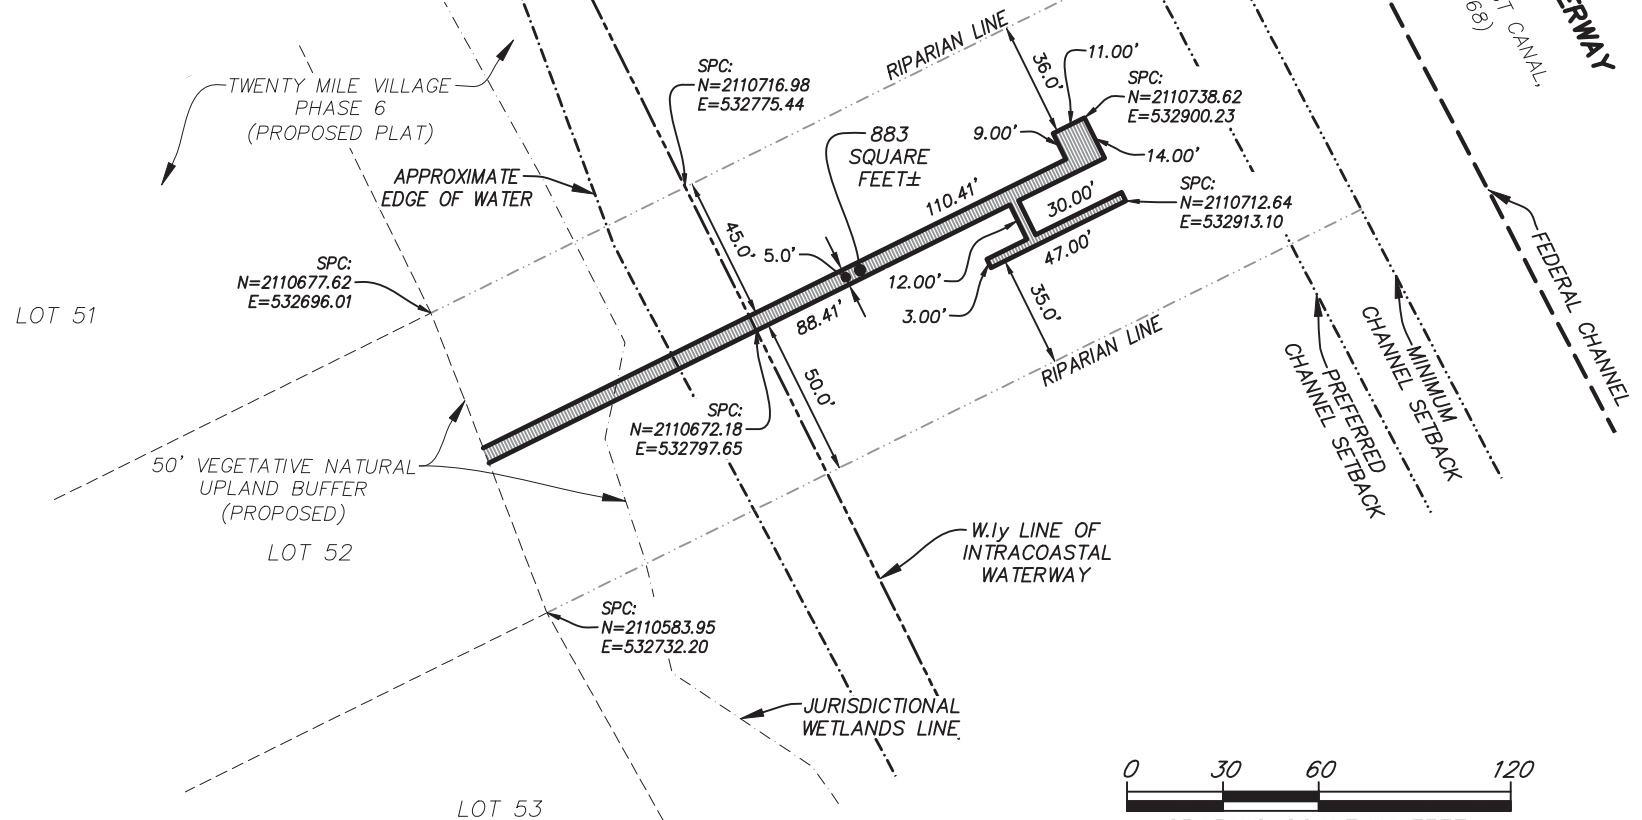 TWENTY MILE VILLAGE
PHASE 6
(PROPOSED PLAT)
APPROXIMATE
EDGE OF WATER
SPC:
N=2110716.98
E=532775.44
RIPARIAN LINE
36.0'
11.00'
SPC:
N=2110738.62
E=532900.23
9.00'
14.00'
883
SQUARE
FEET±
110.41'
30.00'
SPC:
N=2110712.64
E=532913.10
45.0'
5.0'
12.00'
47.00'
3.00'
35.0'
88.41'
RIPARIAN LINE
SPC:
N=2110677.62
E=532696.01
LOT 51
50.0'
SPC:
N=2110672.18
E=532797.65
50' VEGETATIVE NATURAL
UPLAND BUFFER
(PROPOSED)
LOT 52
W.ly LINE OF
INTRACOASTAL
WATERWAY
SPC:
N=2110583.95
E=532732.20
JURISDICTIONAL
WETLANDS LINE
LOT 53
PREFERRED
CHANNEL SETBACK
MINIMUM
CHANNEL SETBACK
FEDERAL CHANNEL
CANAL,
68)
0 30 60 120